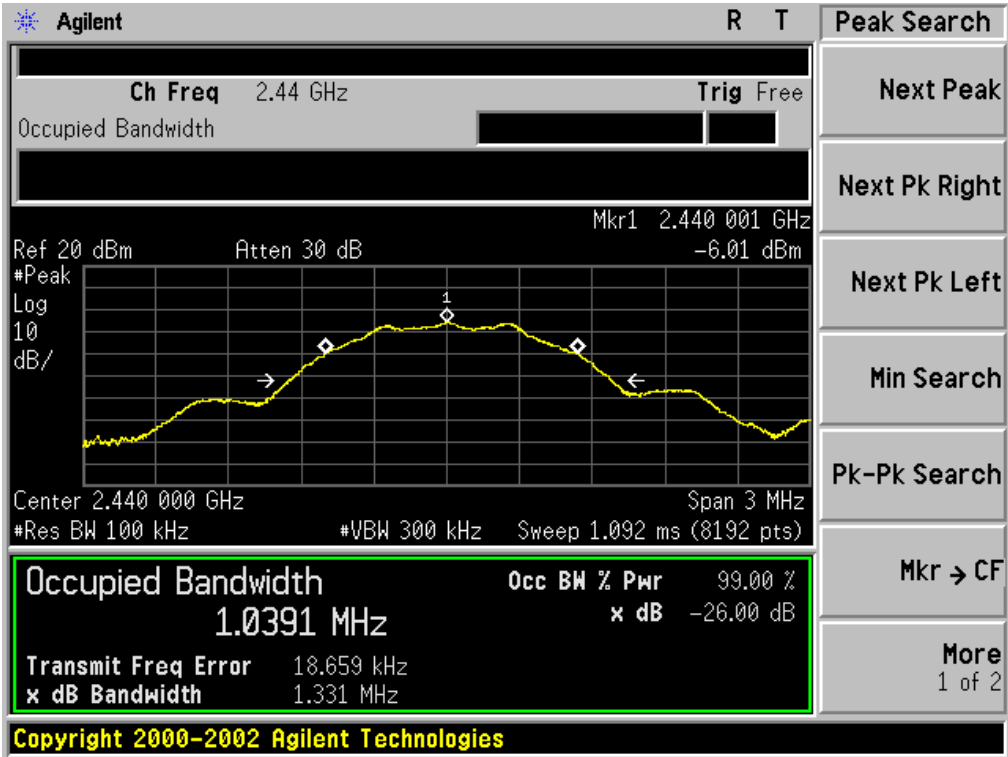 Agilent R T Peak Search
Ch Freq 2.44 GHz Trig Free
Occupied Bandwidth
Mkr1 2.440 001 GHz
Ref 20 dBm Atten 30 dB -6.01 dBm
#Peak
Log
10
dB/
1
Center 2.440 000 GHz Span 3 MHz
#Res BW 100 kHz #VBW 300 kHz Sweep 1.092 ms (8192 pts)
Occupied Bandwidth
1.0391 MHz
Occ BW % Pwr 99.00 %
x dB -26.00 dB
Transmit Freq Error 18.659 kHz
x dB Bandwidth 1.331 MHz
Copyright 2000-2002 Agilent Technologies
Next Peak
Next Pk Right
Next Pk Left
Min Search
Pk-Pk Search
Mkr → CF
More
1 of 2